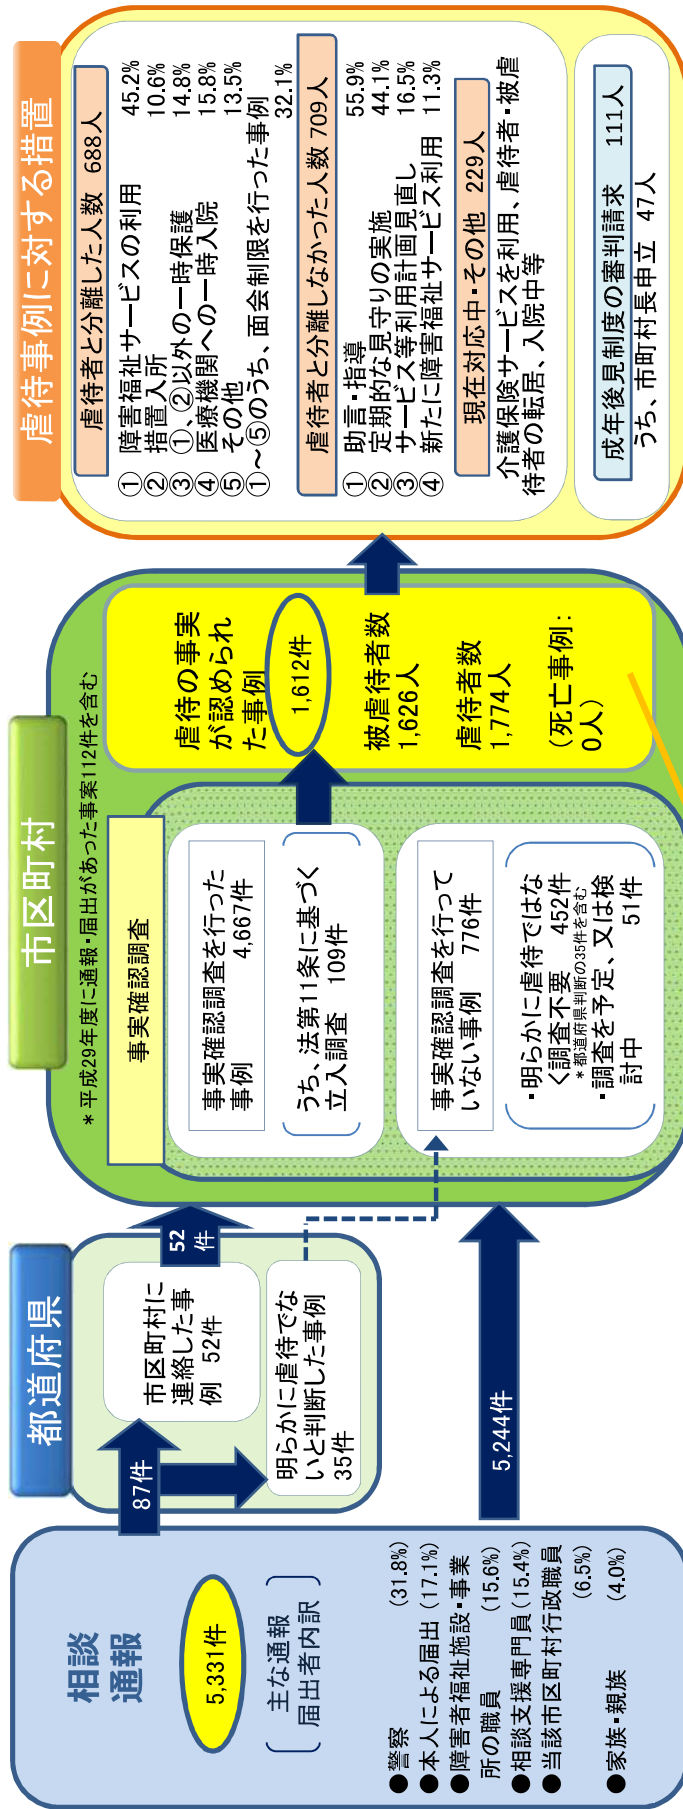 相談
通報
5,331件
主な通報
届出者内訳
●警察 (31.8%)
●本人による届出 (17.1%)
●障害者福祉施設・事業
所の職員 (15.6%)
●相談支援専門員 (15.4%)
●当該市区町村行政職員
(6.5%)
●家族・親族 (4.0%)
都道府県
87件
市区町村に
連絡した事
例 52件
明らかに虐待でな
いと判断した事例
35件
52
件
5,244件
市区町村
*平成29年度に通報・届出があった事案112件を含む
事実確認調査
事実確認調査を行った
事例 4,667件
うち、法第11条に基づく
立入調査 109件
事実確認調査を行って
いない事例 776件
・明らかに虐待ではな
く調査不要 452件
*都道府県判断の35件を含む
・調査を予定、又は検
討中 51件
虐待の事実
が認められ
た事例
1,612件
被虐待者数
1,626人
虐待者数
1,774人
(死亡事例:
0人)
虐待事例に対する措置
虐待者と分離した人数 688人
① 障害福祉サービスの利用 45.2%
② 措置入所 10.6%
③ ①、②以外の一時保護 14.8%
④ 医療機関への一時入院 15.8%
⑤ その他 13.5%
①～⑤のうち、面会制限を行った事例
32.1%
虐待者と分離しなかった人数 709人
① 助言・指導 55.9%
② 定期的な見守りの実施 44.1%
③ サービス等利用計画見直し 16.5%
④ 新たに障害福祉サービス利用 11.3%
現在対応中・その他 229人
介護保険サービスを利用、虐待者・被虐
待者の転居、入院中等
成年後見制度の審判請求 111人
うち、市町村長申立 47人